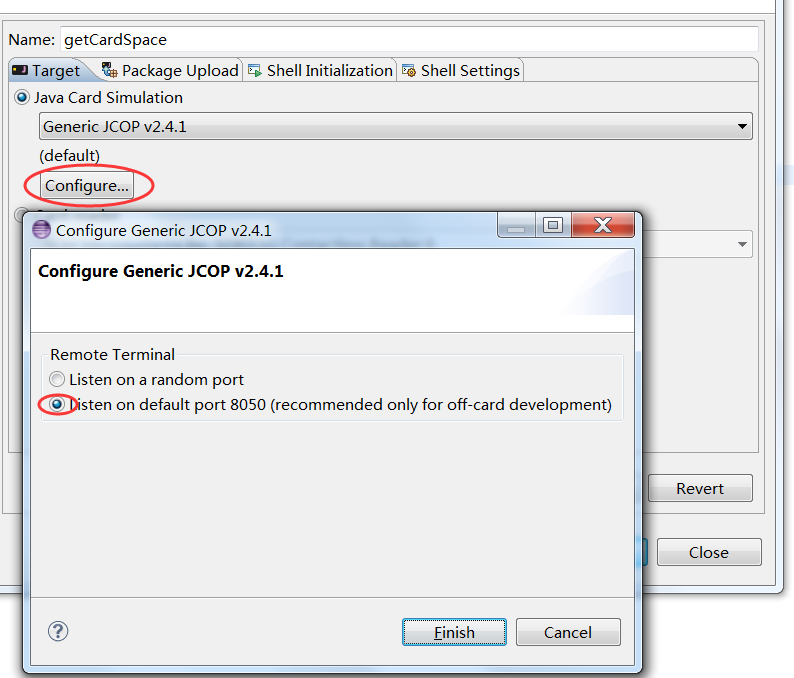 Name: getCardSpace
Target Package Upload Shell Initialization Shell Settings
Java Card Simulation
Generic JCOP v2.4.1
(default)
Configure...
Configure Generic JCOP v2.4.1
Configure Generic JCOP v2.4.1
Remote Terminal
Listen on a random port
Listen on default port 8050 (recommended only for off-card development)
Revert
Close
Finish
Cancel